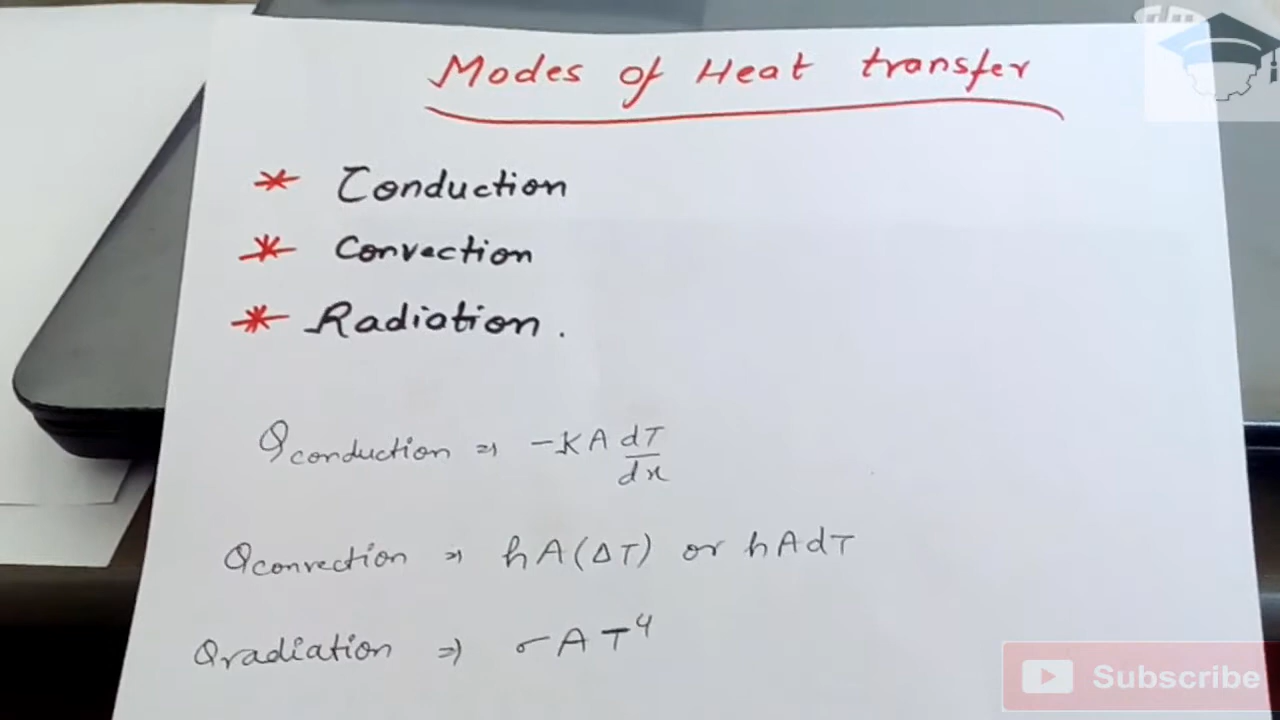 Modes of Heat transfer
* Conduction
* Convection
* Radiation.
Qconduction ⇒ -KA dT/dx
Qconvection ⇒ hA(ΔT) or hAdT
Qradiation ⇒ σAT⁴
Subscribe